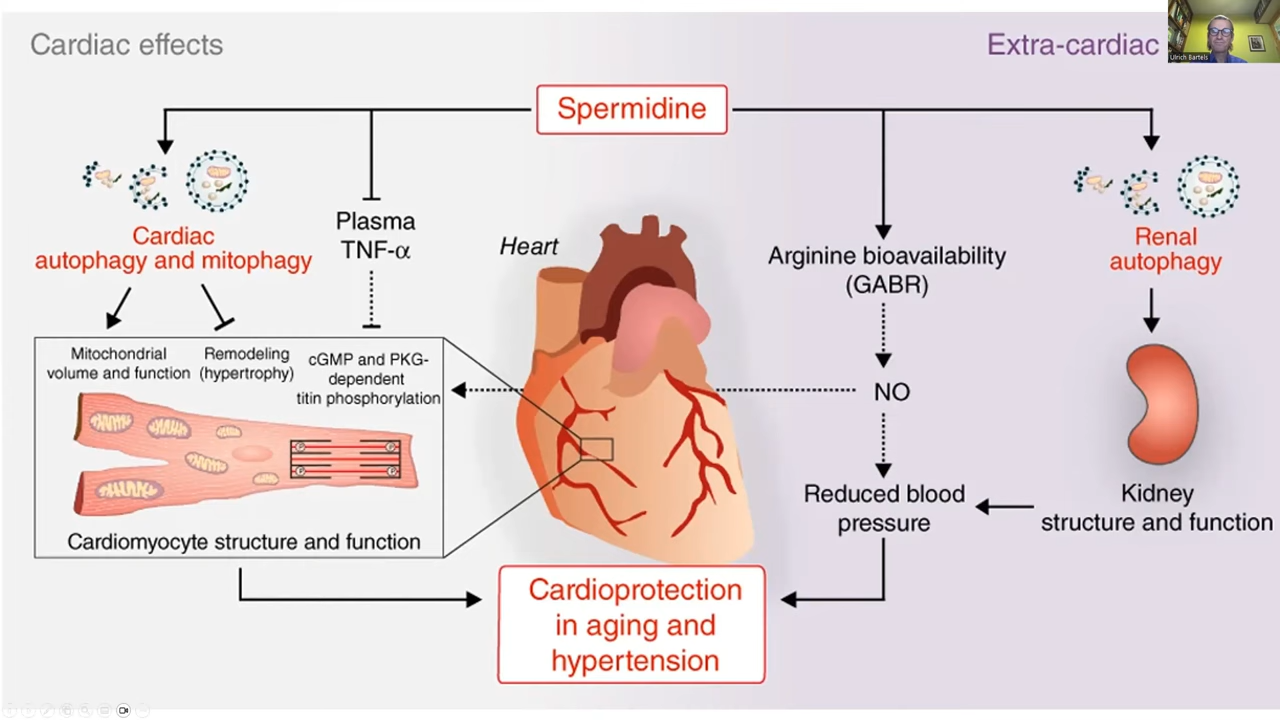 Cardiac effects
Extra-cardiac
Ulrich Bartels
Spermidine
Cardiac
autophagy and mitophagy
Plasma
TNF-α
Heart
Arginine bioavailability
(GABR)
Renal
autophagy
Mitochondrial
volume and function
Remodeling
(hypertrophy)
cGMP and PKG-
dependent
titin phosphorylation
NO
P
P
P
P
Cardiomyocyte structure and function
Reduced blood
pressure
Kidney
structure and function
Cardioprotection
in aging and
hypertension